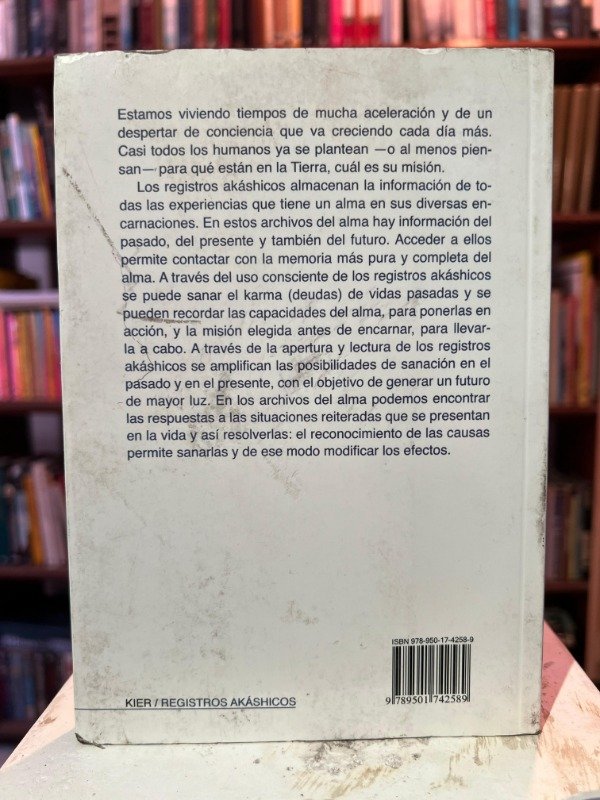 Estamos viviendo tiempos de mucha aceleración y de un
despertar de conciencia que va creciendo cada día más.
Casi todos los humanos ya se plantean —o al menos pien-
san— para qué están en la Tierra, cuál es su misión.
Los registros akáshicos almacenan la información de to-
das las experiencias que tiene un alma en sus diversas en-
carnaciones. En estos archivos del alma hay información del
pasado, del presente y también del futuro. Acceder a ellos
permite contactar con la memoria más pura y completa del
alma. A través del uso consciente de los registros akáshicos
se puede sanar el karma (deudas) de vidas pasadas y se
pueden recordar las capacidades del alma, para ponerlas en
acción, y la misión elegida antes de encarnar, para llevar-
la a cabo. A través de la apertura y lectura de los registros
akáshicos se amplifican las posibilidades de sanación en el
pasado y en el presente, con el objetivo de generar un futuro
de mayor luz. En los archivos del alma podemos encontrar
las respuestas a las situaciones reiteradas que se presentan
en la vida y así resolverlas: el reconocimiento de las causas
permite sanarlas y de ese modo modificar los efectos.
ISBN 978-950-17-4258-9
9 789501 742589
KIER / REGISTROS AKÁSHICOS